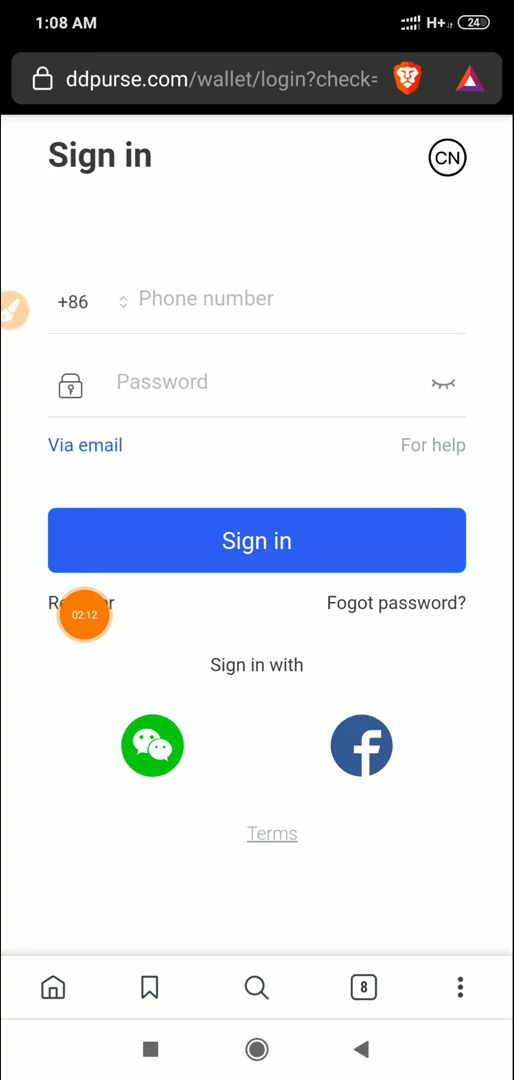 1:08 AM H+ 24
ddpurse.com/wallet/login?check=
Sign in
CN
+86 Phone number
Password
Via email For help
Sign in
Fogot password?
02:12
Sign in with
Terms
8